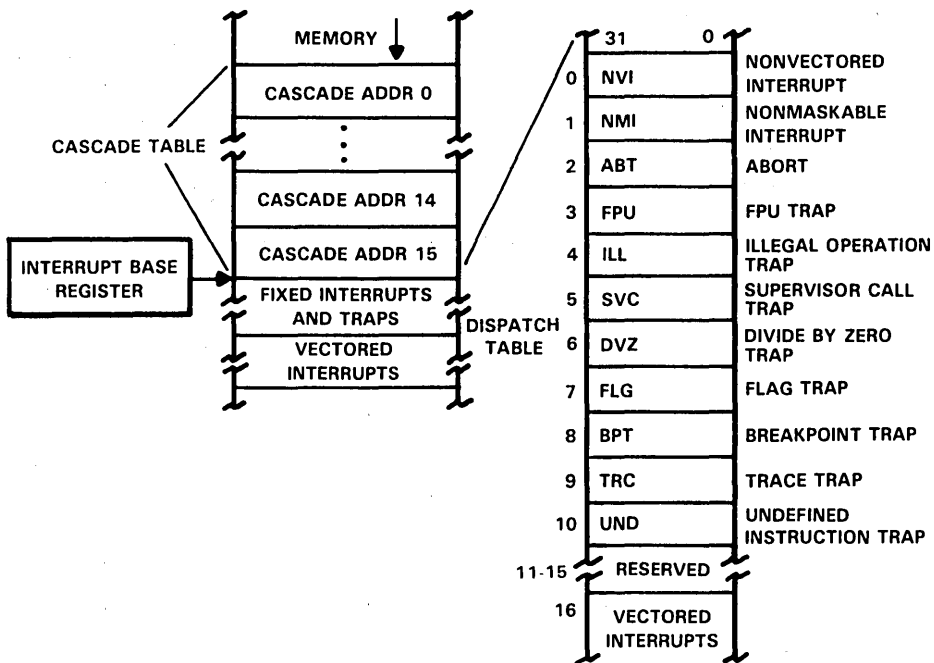 MEMORY
CASCADE ADDR 0
CASCADE TABLE
CASCADE ADDR 14
CASCADE ADDR 15
INTERRUPT BASE
REGISTER
FIXED INTERRUPTS
AND TRAPS
VECTORED
INTERRUPTS
DISPATCH
TABLE
31 0
0 NVI NONVECTORED
INTERRUPT
1 NMI NONMASKABLE
INTERRUPT
2 ABT ABORT
3 FPU FPU TRAP
4 ILL ILLEGAL OPERATION
TRAP
5 SVC SUPERVISOR CALL
TRAP
6 DVZ DIVIDE BY ZERO
TRAP
7 FLG FLAG TRAP
8 BPT BREAKPOINT TRAP
9 TRC TRACE TRAP
10 UND UNDEFINED
INSTRUCTION TRAP
11-15 RESERVED
16 VECTORED
INTERRUPTS